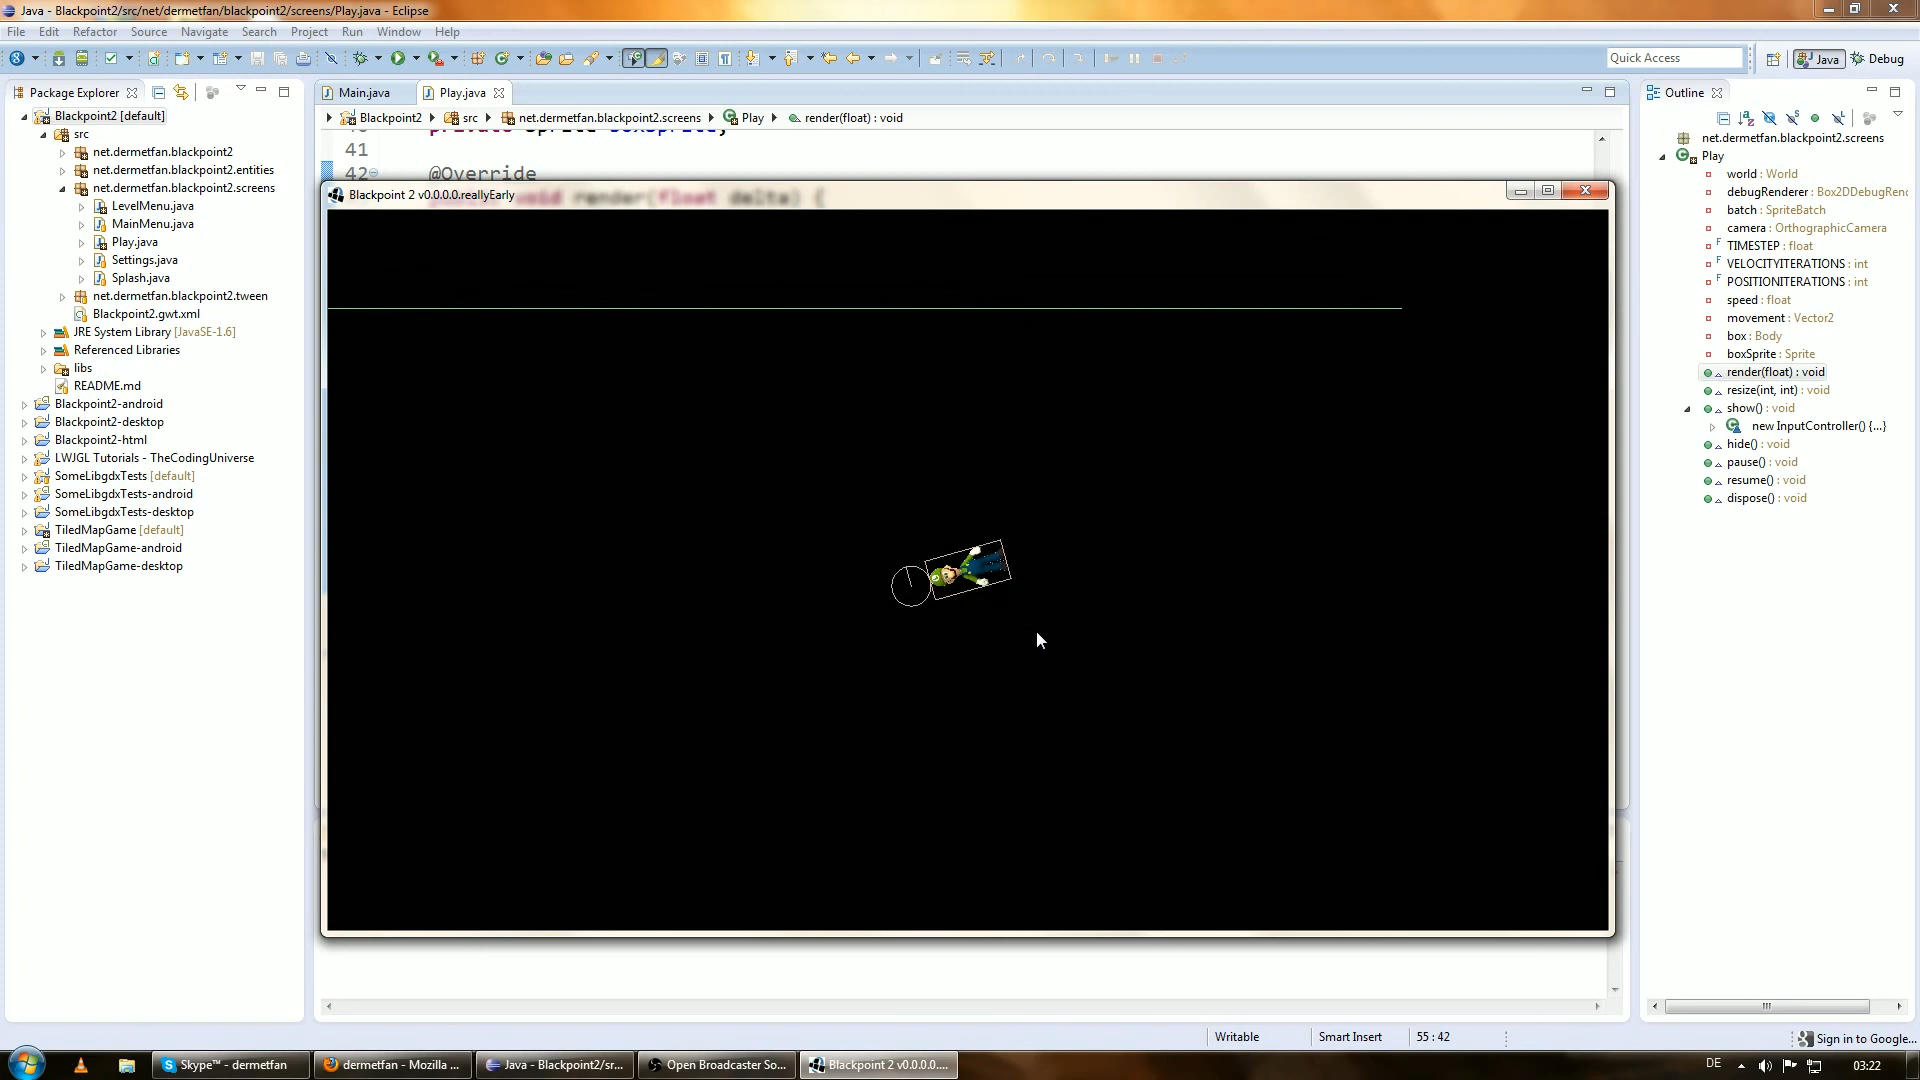 Java - Blackpoint2/src/net/dermetfan/blackpoint2/screens/Play.java - Eclipse
File Edit Refactor Source Navigate Search Project Run Window Help
Quick Access
Java
Debug
Package Explorer
Main.java
Play.java
Outline
Blackpoint2 [default]
src
net.dermetfan.blackpoint2
net.dermetfan.blackpoint2.entities
net.dermetfan.blackpoint2.screens
LevelMenu.java
MainMenu.java
Play.java
Settings.java
Splash.java
net.dermetfan.blackpoint2.tween
Blackpoint2.gwt.xml
JRE System Library [JavaSE-1.6]
Referenced Libraries
libs
README.md
Blackpoint2-android
Blackpoint2-desktop
Blackpoint2-html
LWJGL Tutorials - TheCodingUniverse
SomeLibgdxTests [default]
SomeLibgdxTests-android
SomeLibgdxTests-desktop
TiledMapGame [default]
TiledMapGame-android
TiledMapGame-desktop
Blackpoint2 src net.dermetfan.blackpoint2.screens Play render(float) : void
private Sprite boxSprite;
41
42 @Override
Blackpoint 2 v0.0.0.0.reallyEarly
void render(float delta) {
net.dermetfan.blackpoint2.screens
Play
world : World
debugRenderer : Box2DDebugRen
batch : SpriteBatch
camera : OrthographicCamera
TIMESTEP : float
VELOCITYITERATIONS : int
POSITIONITERATIONS : int
speed : float
movement : Vector2
box : Body
boxSprite : Sprite
render(float) : void
resize(int, int) : void
show() : void
new InputController() {...}
hide() : void
pause() : void
resume() : void
dispose() : void
Writable
Smart Insert
55 : 42
Sign in to Google...
Skype™ - dermetfan
dermetfan - Mozilla ...
Java - Blackpoint2/sr...
Open Broadcaster So...
Blackpoint 2 v0.0.0.0....
DE
03:22